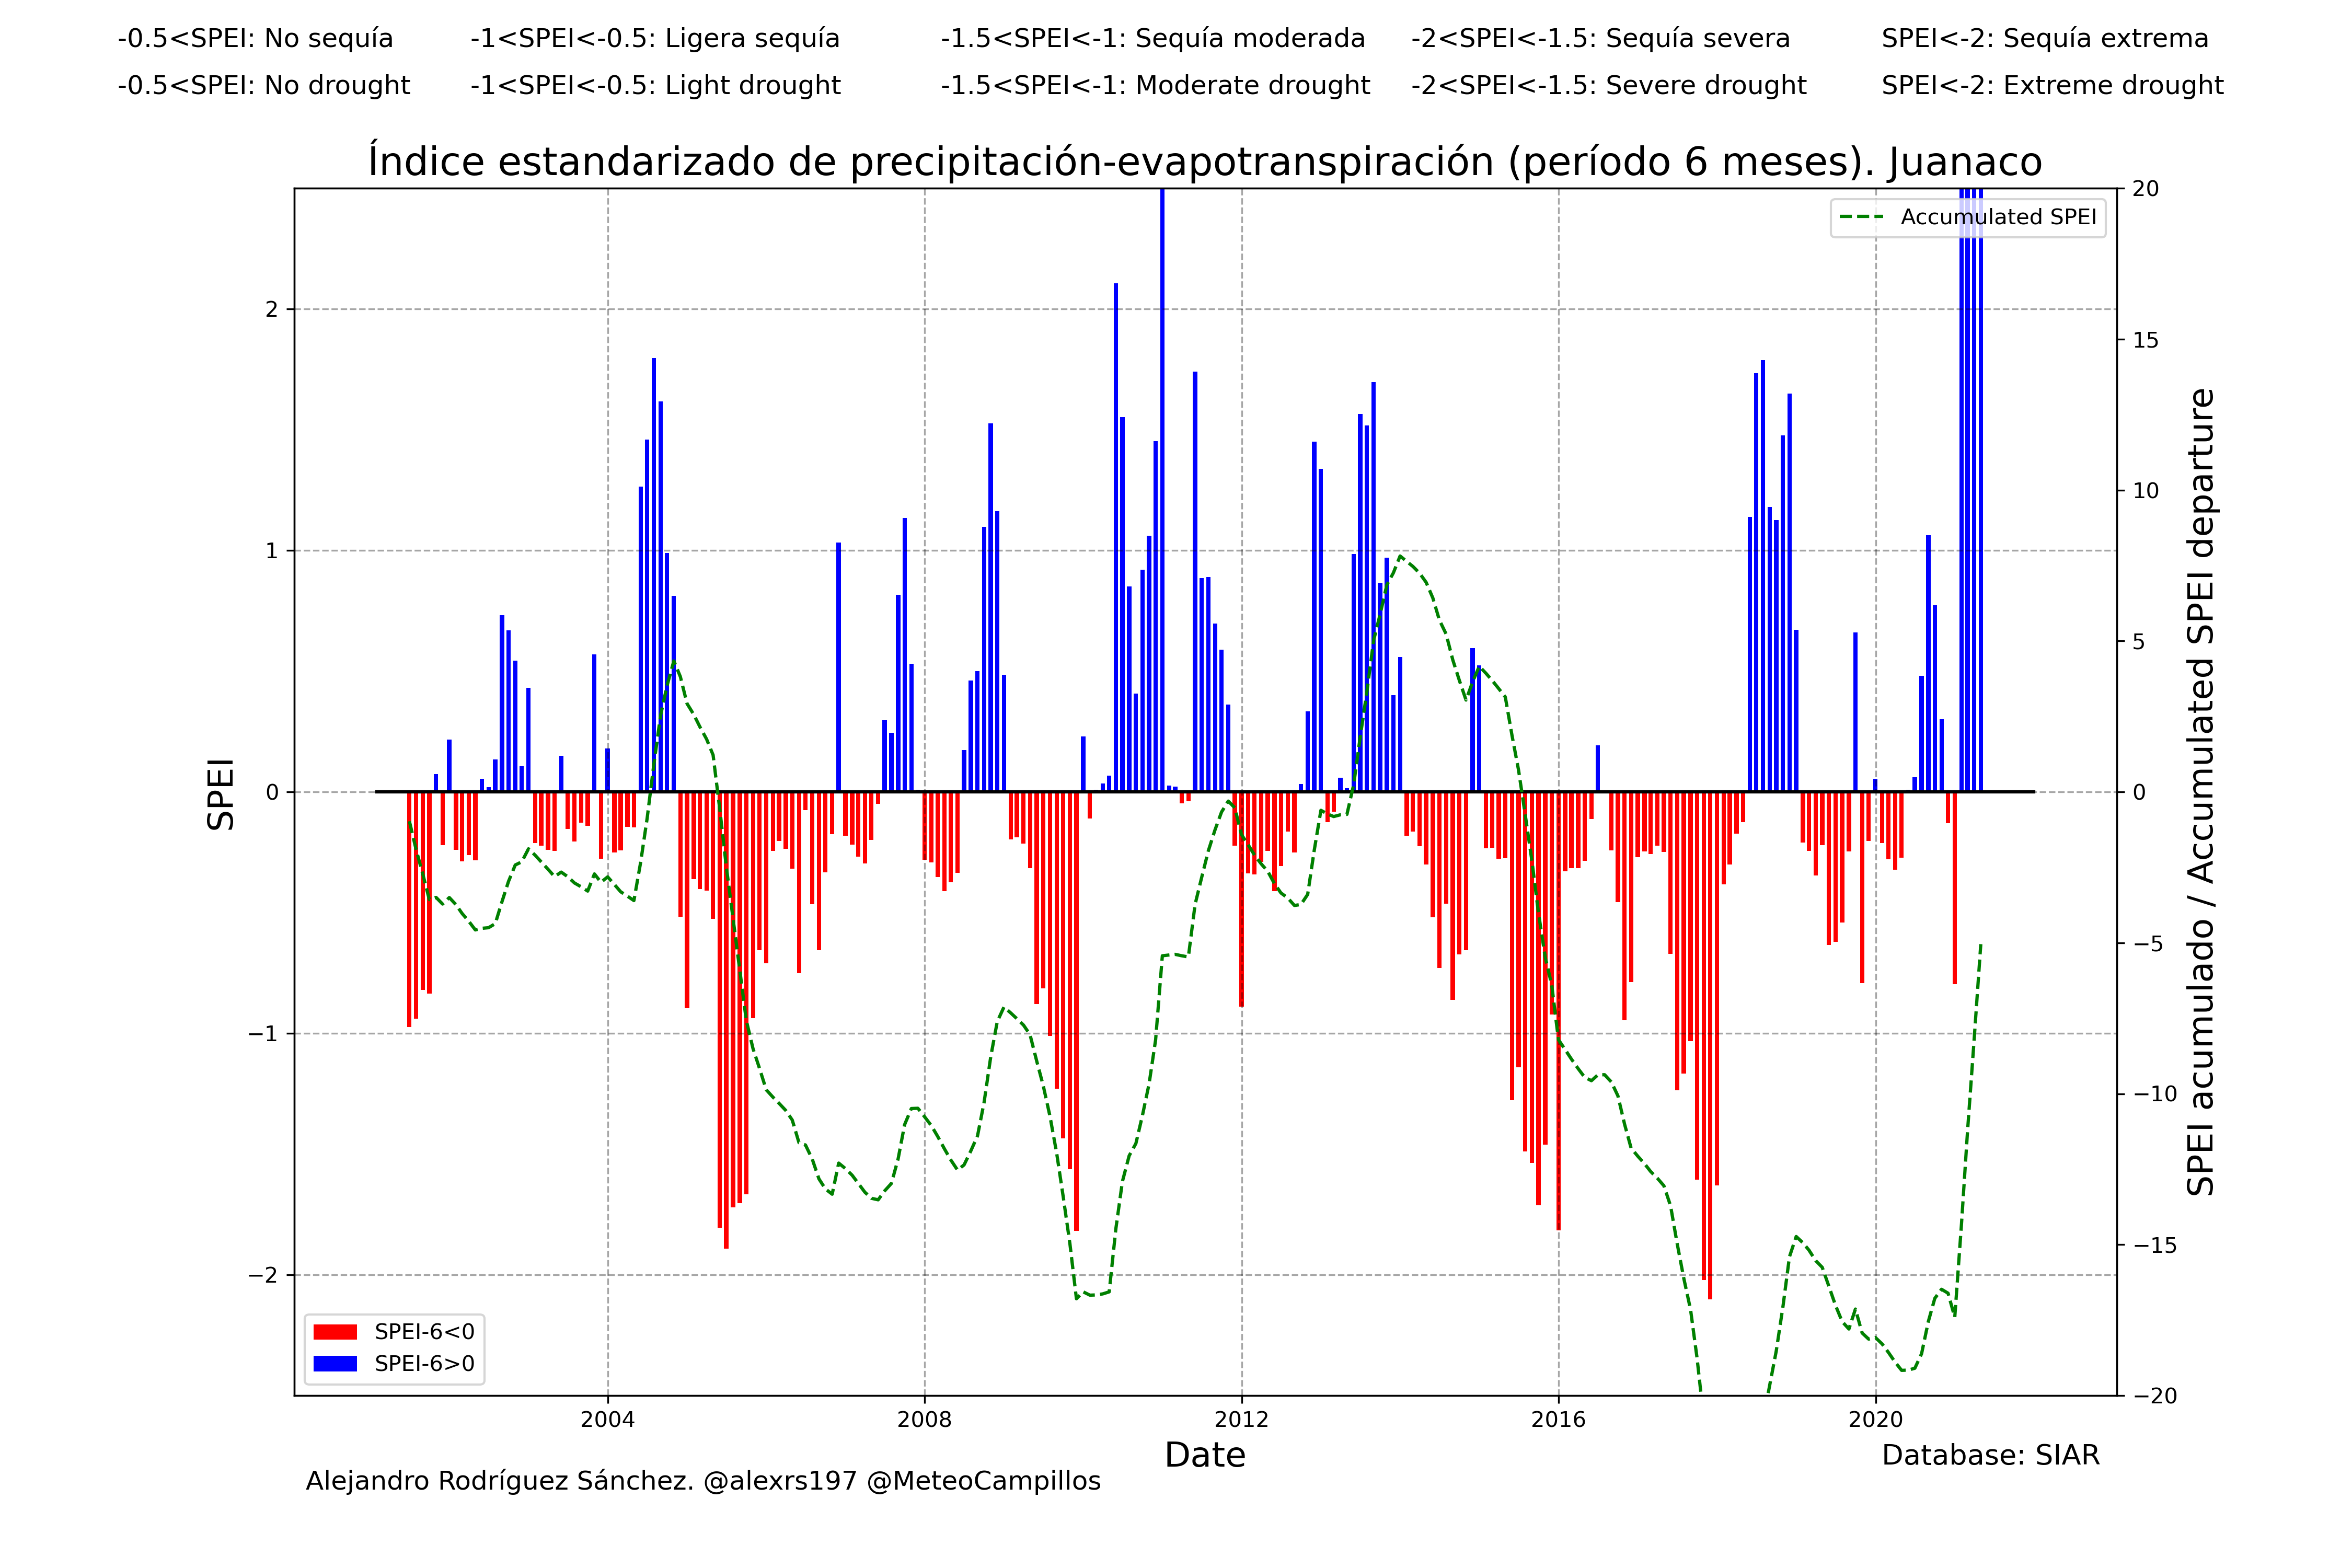 -0.5<SPEI: No sequía -1<SPEI<-0.5: Ligera sequía -1.5<SPEI<-1: Sequía moderada -2<SPEI<-1.5: Sequía severa SPEI<-2: Sequía extrema
-0.5<SPEI: No drought -1<SPEI<-0.5: Light drought -1.5<SPEI<-1: Moderate drought -2<SPEI<-1.5: Severe drought SPEI<-2: Extreme drought
Índice estandarizado de precipitación-evapotranspiración (período 6 meses). Juanaco
Accumulated SPEI
SPEI
2
1
0
−1
−2
20
15
10
5
0
−5
−10
−15
−20
SPEI acumulado / Accumulated SPEI departure
SPEI-6<0
SPEI-6>0
2004 2008 2012 2016 2020
Date
Database: SIAR
Alejandro Rodríguez Sánchez. @alexrs197 @MeteoCampillos